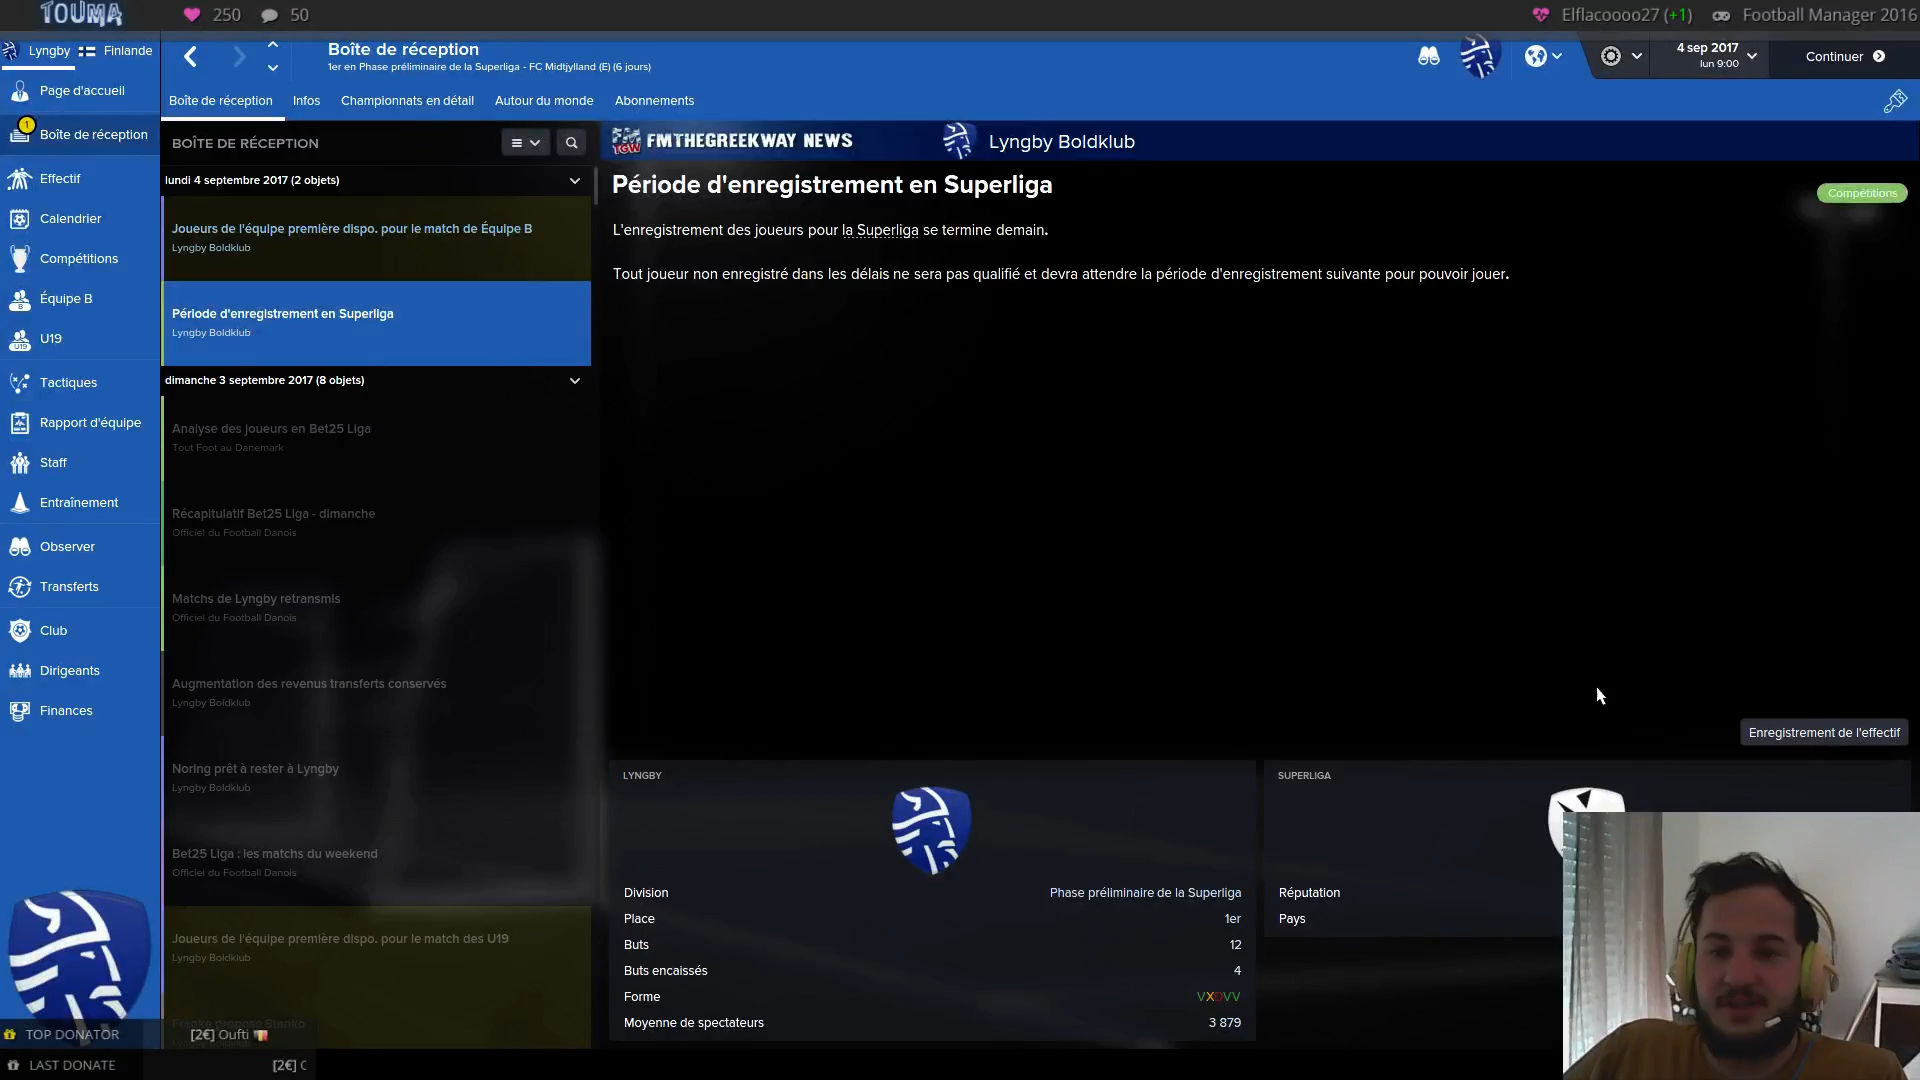 TOUMA
250
50
Elflacoooo27 (+1)
Football Manager 2016
Lyngby
Finlande
Boîte de réception
1er en Phase préliminaire de la Superliga - FC Midtjylland (E) (6 jours)
4 sep 2017
lun 9:00
Continuer
Page d'accueil
1
Boîte de réception
Effectif
Calendrier
Compétitions
Équipe B
U19
Tactiques
Rapport d'équipe
Staff
Entraînement
Observer
Transferts
Club
Dirigeants
Finances
Boîte de réception
Infos
Championnats en détail
Autour du monde
Abonnements
BOÎTE DE RÉCEPTION
lundi 4 septembre 2017 (2 objets)
Joueurs de l'équipe première dispo. pour le match de Équipe B
Lyngby Boldklub
Période d'enregistrement en Superliga
Lyngby Boldklub
dimanche 3 septembre 2017 (8 objets)
Analyse des joueurs en Bet25 Liga
Tout Foot au Danemark
Récapitulatif Bet25 Liga - dimanche
Officiel du Football Danois
Matchs de Lyngby retransmis
Officiel du Football Danois
Augmentation des revenus transferts conservés
Lyngby Boldklub
Noring prêt à rester à Lyngby
Lyngby Boldklub
Bet25 Liga : les matchs du weekend
Officiel du Football Danois
Joueurs de l'équipe première dispo. pour le match des U19
Lyngby Boldklub
FM TGW
FMTHEGREEKWAY NEWS
Lyngby Boldklub
Période d'enregistrement en Superliga
Compétitions
L'enregistrement des joueurs pour la Superliga se termine demain.
Tout joueur non enregistré dans les délais ne sera pas qualifié et devra attendre la période d'enregistrement suivante pour pouvoir jouer.
Enregistrement de l'effectif
LYNGBY
Division
Phase préliminaire de la Superliga
Place
1er
Buts
12
Buts encaissés
4
Forme
VXDVV
Moyenne de spectateurs
3 879
SUPERLIGA
Réputation
Pays
TOP DONATOR
[2€] Oufti
LAST DONATE
[2€]